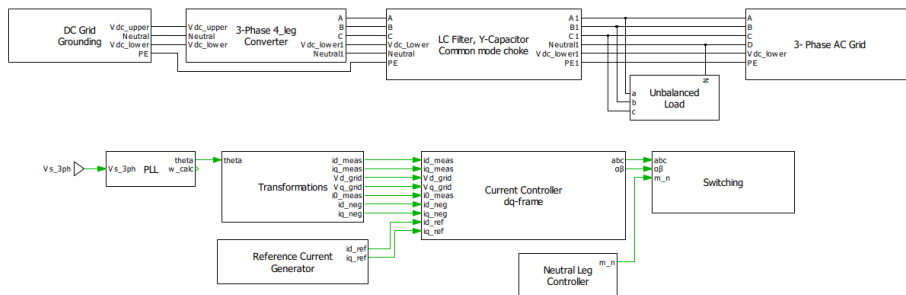 DC Grid
Grounding
Vdc_upper
Neutral
Vdc_lower
PE
Vdc_upper
Neutral
Vdc_lower
3-Phase 4_leg
Converter
A
B
C
Vdc_lower1
Neutral1
A
B
C
Vdc_Lower
Neutral
PE
LC Filter, Y-Capacitor
Common mode choke
A1
B1
C1
Neutral1
Vdc_lower
PE1
A
B
C
D
Vdc_lower
PE
3- Phase AC Grid
N
a
b
c
Unbalanced
Load
Vs_3ph
Vs_3ph
PLL
theta
w_calc
theta
Transformations
id_meas
iq_meas
Vd_grid
Vq_grid
i0_meas
id_neg
iq_neg
id_meas
iq_meas
Vd_grid
Vq_grid
i0_meas
id_neg
iq_neg
id_ref
iq_ref
Current Controller
dq-frame
abc
αβ
abc
αβ
m_n
Switching
Reference Current
Generator
id_ref
iq_ref
m_n
Neutral Leg
Controller